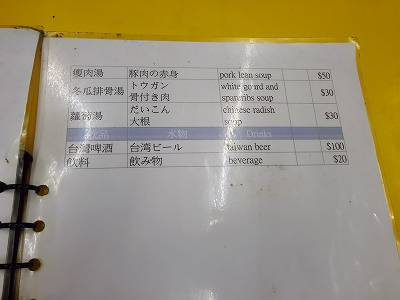 瘦肉湯 豚肉の赤身 pork lean soup $50
冬瓜排骨湯 トウガン 骨付き肉 white gourd and spareribs soup $30
蘿蔔湯 だいこん 大根 chinese radish soup $30
飲品 水物 Drinks
台灣啤酒 台湾ビール taiwan beer $100
飲料 飲み物 beverage $20